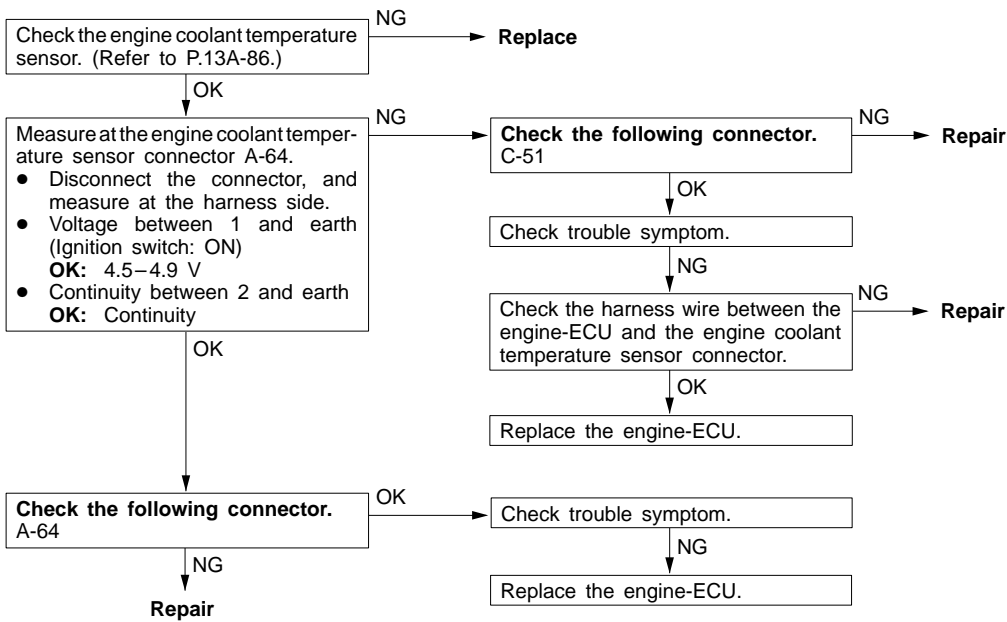 Check the engine coolant temperature
sensor. (Refer to P.13A-86.)
NG
Replace
OK
Measure at the engine coolant temper-
ature sensor connector A-64.
● Disconnect the connector, and
measure at the harness side.
● Voltage between 1 and earth
(Ignition switch: ON)
OK: 4.5–4.9 V
● Continuity between 2 and earth
OK: Continuity
NG
Check the following connector.
C-51
NG
Repair
OK
Check trouble symptom.
NG
Check the harness wire between the
engine-ECU and the engine coolant
temperature sensor connector.
NG
Repair
OK
Replace the engine-ECU.
OK
Check the following connector.
A-64
OK
Check trouble symptom.
NG
Replace the engine-ECU.
NG
Repair